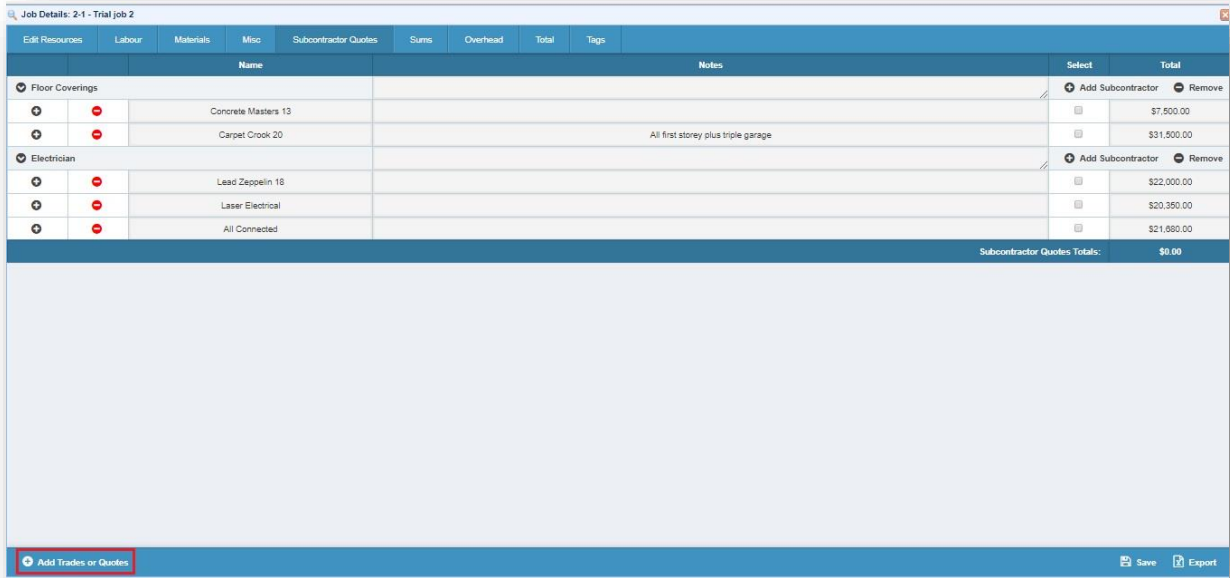 Job Details: 2-1 - Trial job 2
Edit Resources Labour Materials Misc Subcontractor Quotes Sums Overhead Total Tags
Name Notes Select Total
Floor Coverings Add Subcontractor Remove
Concrete Masters 13 $7,500.00
Carpet Crook 20 All first storey plus triple garage $31,500.00
Electrician Add Subcontractor Remove
Lead Zeppelin 18 $22,000.00
Laser Electrical $20,350.00
All Connected $21,680.00
Subcontractor Quotes Totals: $0.00
Add Trades or Quotes Save Export